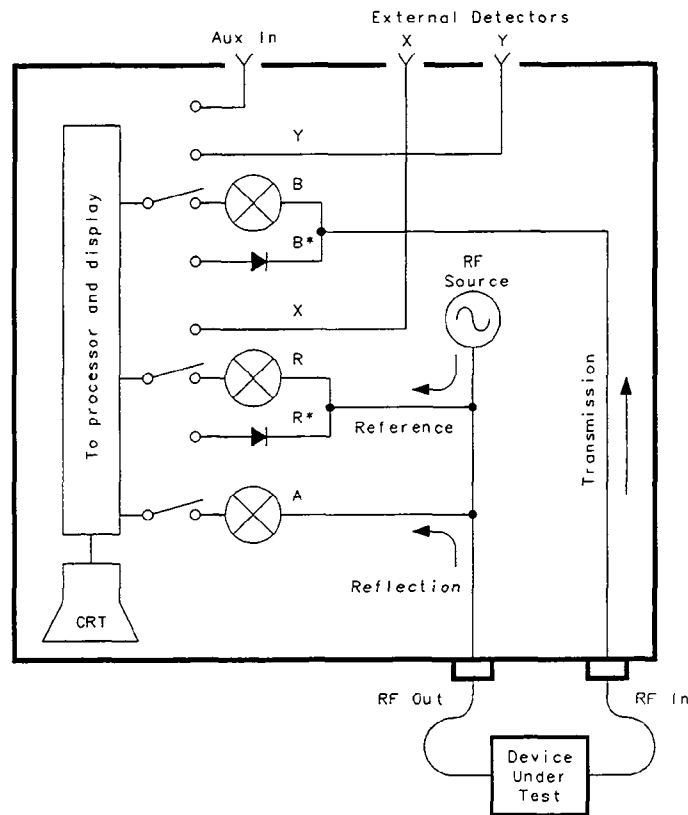 External Detectors
Aux In
X
Y
Y
B
B*
To processor and display
RF
Source
X
R
R*
Reference
Transmission
A
Reflection
CRT
RF Out
RF In
Device
Under
Test